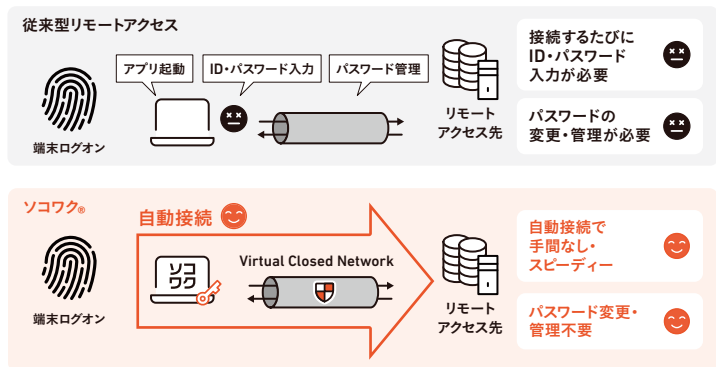 従来型リモートアクセス
アプリ起動
ID・パスワード入力
パスワード管理
端末ログオン
リモート
アクセス先
接続するたびに
ID・パスワード
入力が必要
パスワードの
変更・管理が必要
ソコワク®
自動接続
ソコ
ワク
Virtual Closed Network
端末ログオン
リモート
アクセス先
自動接続で
手間なし・
スピーディー
パスワード変更・
管理不要